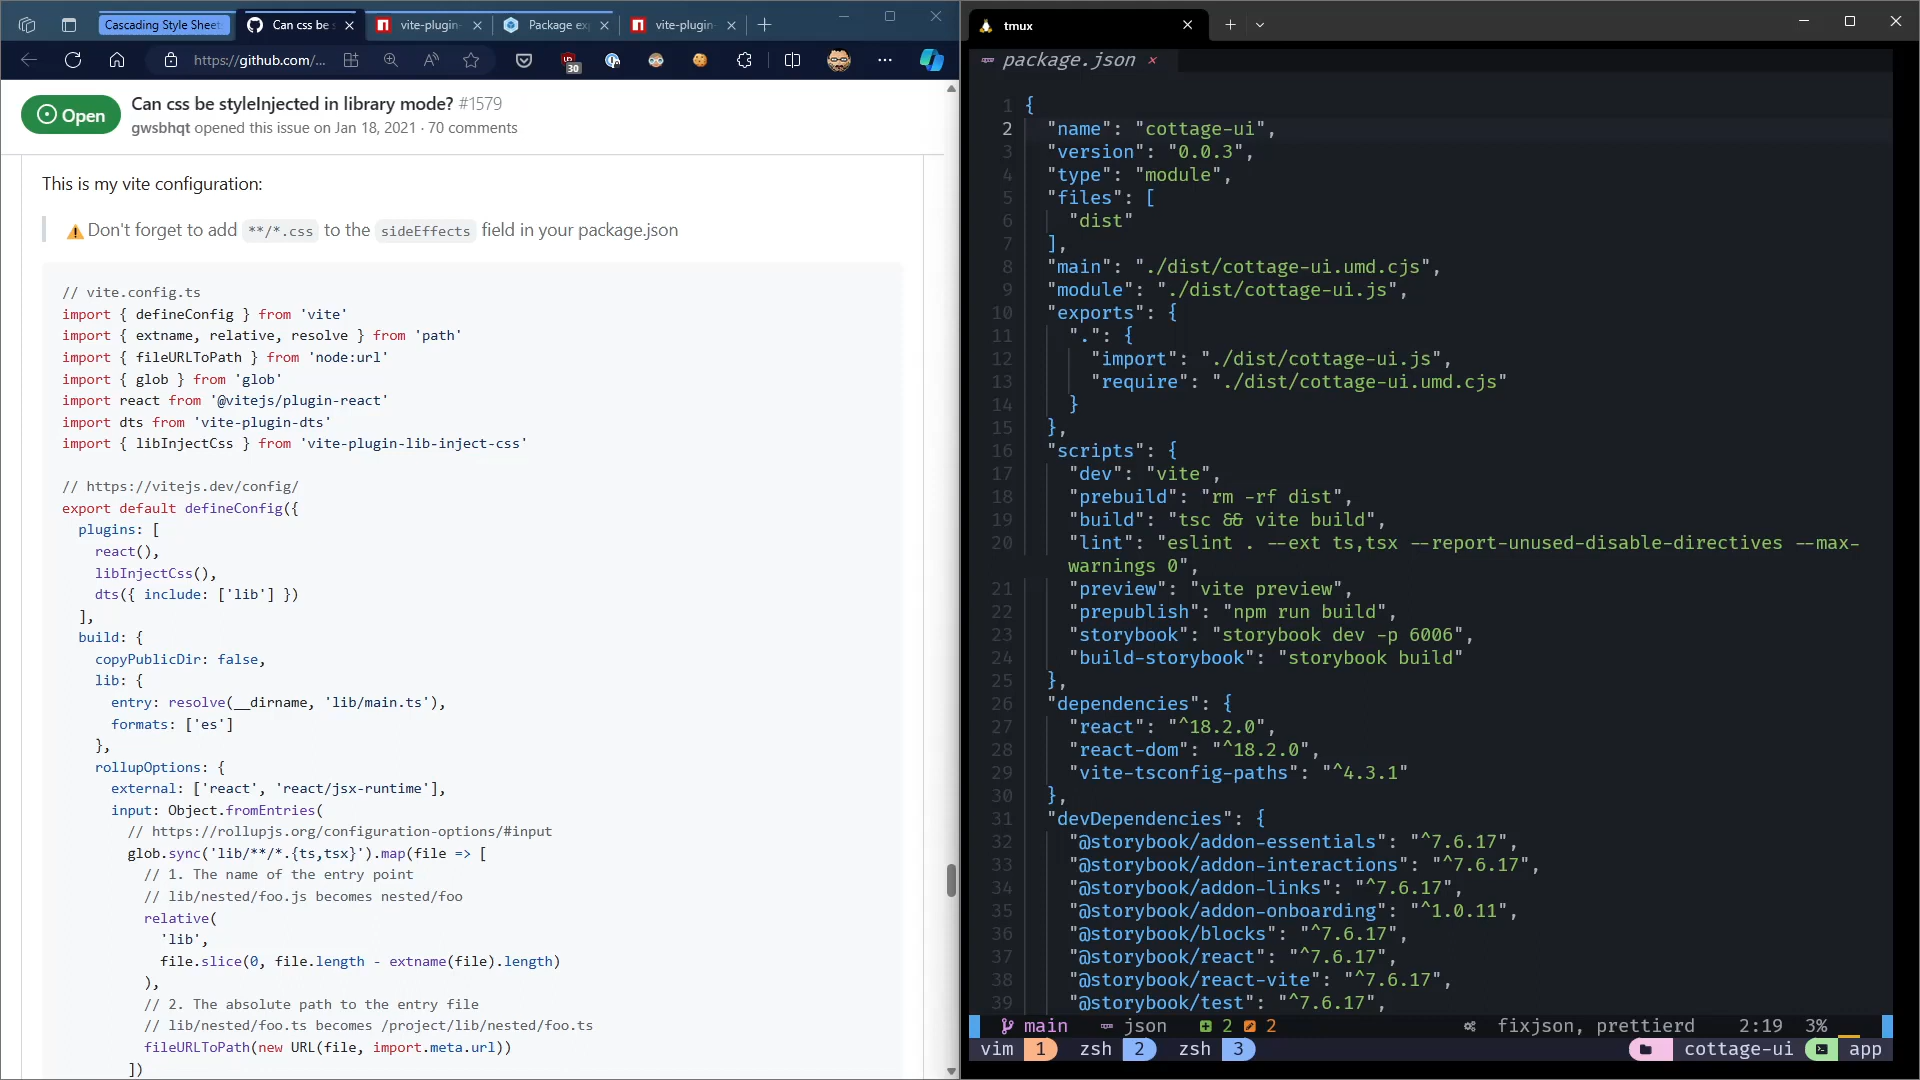 Cascading Style Sheet
Can css be s
vite-plugin-
Package ex
vite-plugin-
https://github.com/...
30
Open
Can css be styleInjected in library mode? #1579
gwsbhqt opened this issue on Jan 18, 2021 · 70 comments
This is my vite configuration:
⚠ Don't forget to add **/*.css to the sideEffects field in your package.json
// vite.config.ts
import { defineConfig } from 'vite'
import { extname, relative, resolve } from 'path'
import { fileURLToPath } from 'node:url'
import { glob } from 'glob'
import react from '@vitejs/plugin-react'
import dts from 'vite-plugin-dts'
import { libInjectCss } from 'vite-plugin-lib-inject-css'
// https://vitejs.dev/config/
export default defineConfig({
plugins: [
react(),
libInjectCss(),
dts({ include: ['lib'] })
],
build: {
copyPublicDir: false,
lib: {
entry: resolve(__dirname, 'lib/main.ts'),
formats: ['es']
},
rollupOptions: {
external: ['react', 'react/jsx-runtime'],
input: Object.fromEntries(
// https://rollupjs.org/configuration-options/#input
glob.sync('lib/**/*.{ts,tsx}').map(file => [
// 1. The name of the entry point
// lib/nested/foo.js becomes nested/foo
relative(
'lib',
file.slice(0, file.length - extname(file).length)
),
// 2. The absolute path to the entry file
// lib/nested/foo.ts becomes /project/lib/nested/foo.ts
fileURLToPath(new URL(file, import.meta.url))
])
tmux
package.json ×
1 {
2 "name": "cottage-ui",
3 "version": "0.0.3",
4 "type": "module",
5 "files": [
6 "dist"
7 ],
8 "main": "./dist/cottage-ui.umd.cjs",
9 "module": "./dist/cottage-ui.js",
10 "exports": {
11 ".": {
12 "import": "./dist/cottage-ui.js",
13 "require": "./dist/cottage-ui.umd.cjs"
14 }
15 },
16 "scripts": {
17 "dev": "vite",
18 "prebuild": "rm -rf dist",
19 "build": "tsc && vite build",
20 "lint": "eslint . --ext ts,tsx --report-unused-disable-directives --max-
warnings 0",
21 "preview": "vite preview",
22 "prepublish": "npm run build",
23 "storybook": "storybook dev -p 6006",
24 "build-storybook": "storybook build"
25 },
26 "dependencies": {
27 "react": "^18.2.0",
28 "react-dom": "^18.2.0",
29 "vite-tsconfig-paths": "^4.3.1"
30 },
31 "devDependencies": {
32 "@storybook/addon-essentials": "^7.6.17",
33 "@storybook/addon-interactions": "^7.6.17",
34 "@storybook/addon-links": "^7.6.17",
35 "@storybook/addon-onboarding": "^1.0.11",
36 "@storybook/blocks": "^7.6.17",
37 "@storybook/react": "^7.6.17",
38 "@storybook/react-vite": "^7.6.17",
39 "@storybook/test": "^7.6.17",
main json 2 2 fixjson, prettierd 2:19 3%
vim 1 zsh 2 zsh 3 cottage-ui app